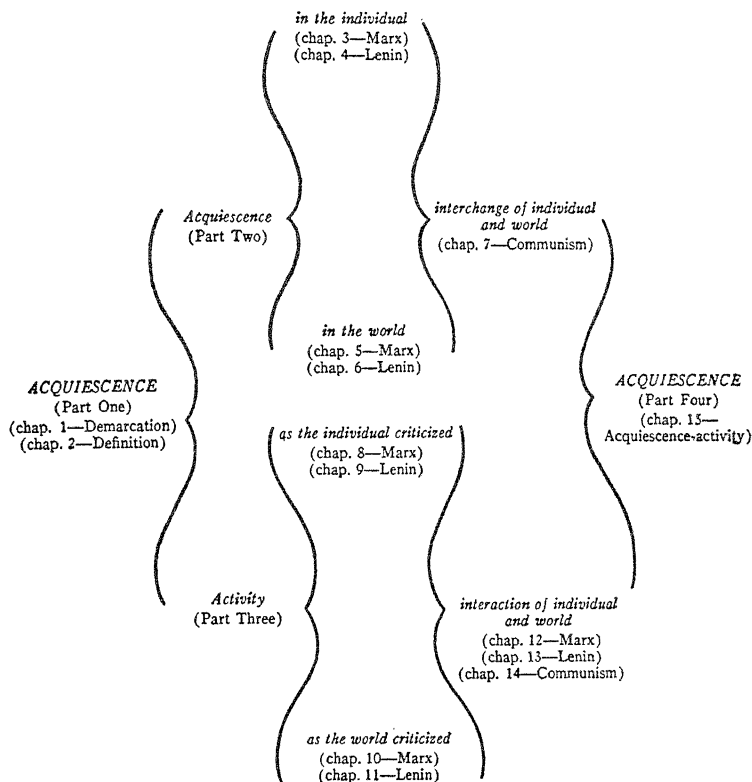 in the individual
(chap. 3—Marx)
(chap. 4—Lenin)
Acquiescence
(Part Two)
interchange of individual
and world
(chap. 7—Communism)
in the world
(chap. 5—Marx)
(chap. 6—Lenin)
ACQUIESCENCE
(Part One)
(chap. 1—Demarcation)
(chap. 2—Definition)
ACQUIESCENCE
(Part Four)
(chap. 15—
Acquiescence-activity)
as the individual criticized
(chap. 8—Marx)
(chap. 9—Lenin)
Activity
(Part Three)
interaction of individual
and world
(chap. 12—Marx)
(chap. 13—Lenin)
(chap. 14—Communism)
as the world criticized
(chap. 10—Marx)
(chap. 11—Lenin)